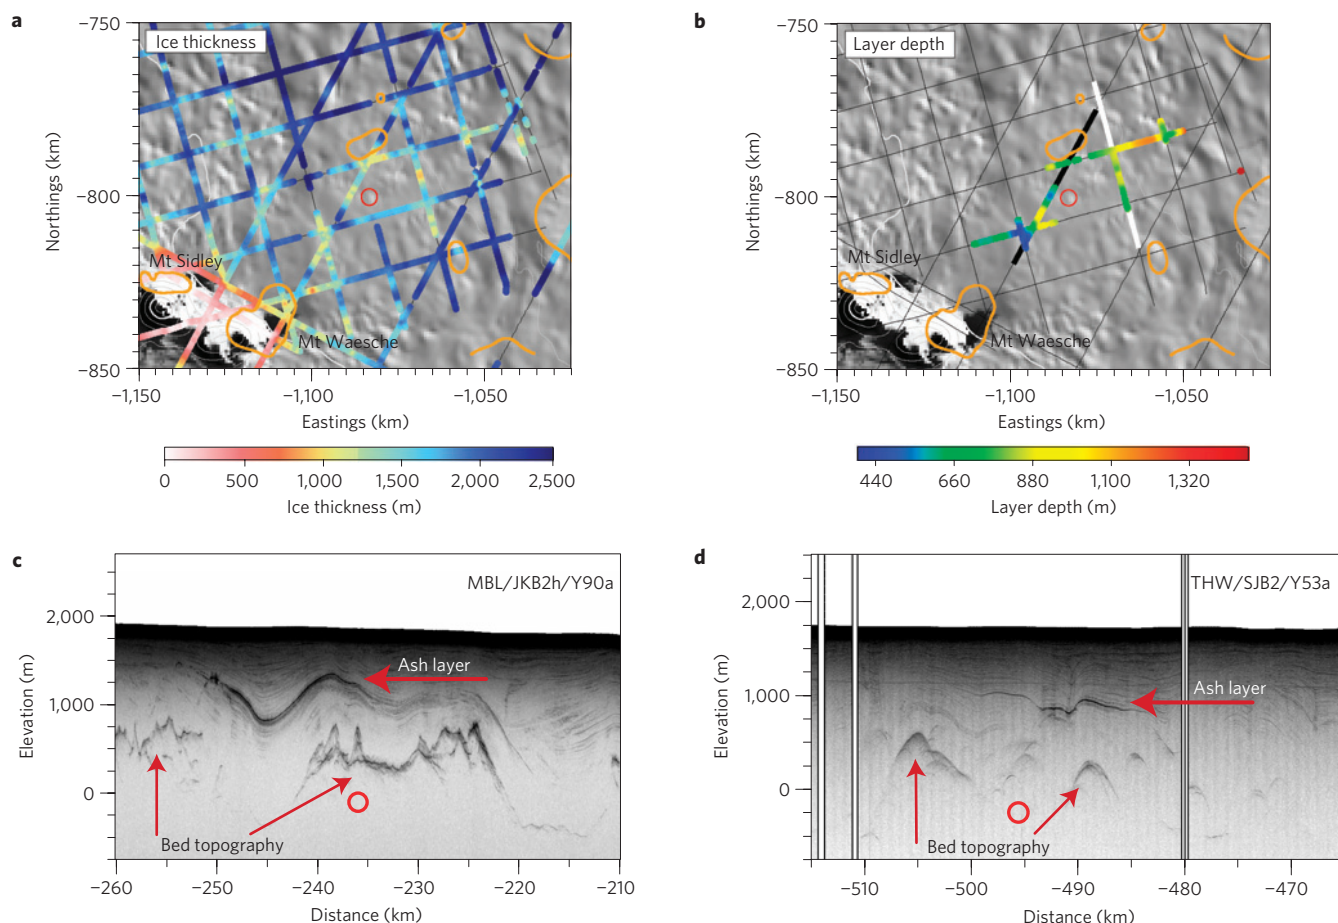 a
Ice thickness
−750
−800
−850
Northings (km)
Mt Sidley
Mt Waesche
−1,150
−1,100
−1,050
Eastings (km)
0
500
1,000
1,500
2,000
2,500
Ice thickness (m)
b
Layer depth
−750
−800
−850
Northings (km)
Mt Sidley
Mt Waesche
−1,150
−1,100
−1,050
Eastings (km)
440
660
880
1,100
1,320
Layer depth (m)
c
MBL/JKB2h/Y90a
2,000
1,000
0
Elevation (m)
Ash layer
Bed topography
−260
−250
−240
−230
−220
−210
Distance (km)
d
THW/SJB2/Y53a
2,000
1,000
0
Elevation (m)
Ash layer
Bed topography
−510
−500
−490
−480
−470
Distance (km)